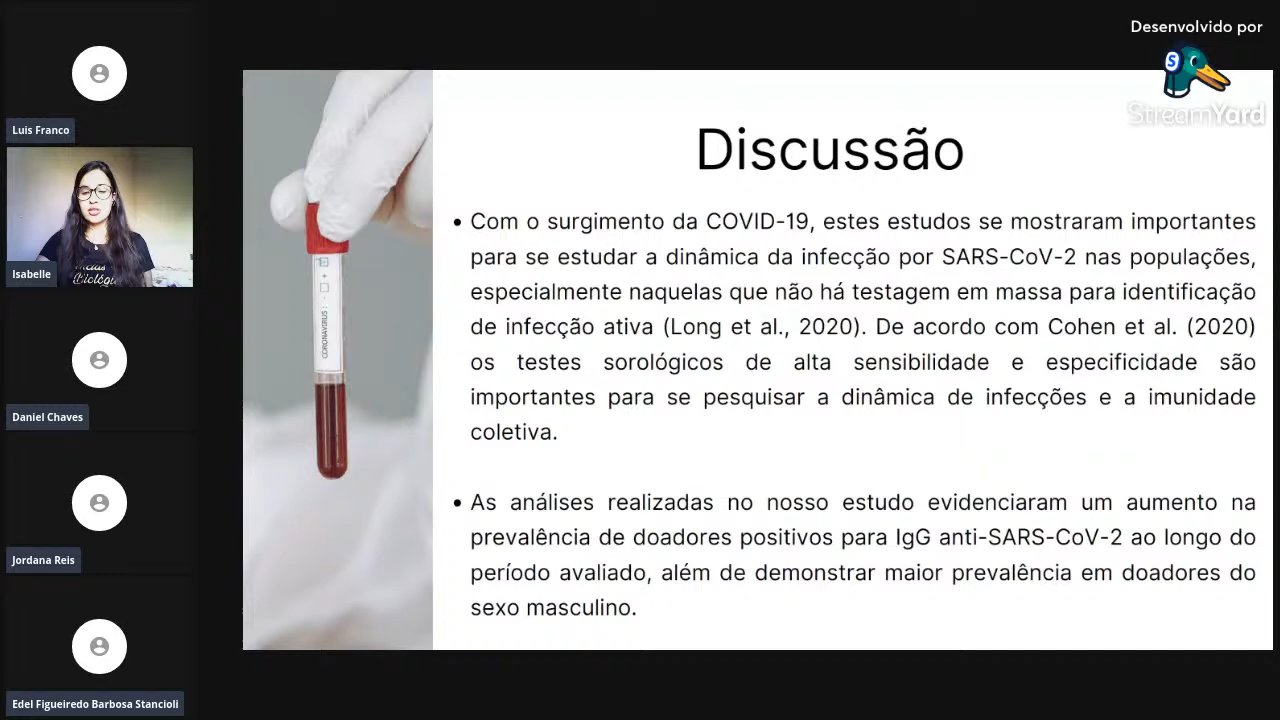 Desenvolvido por
StreamYard
Luis Franco
Isabelle
Daniel Chaves
Jordana Reis
Edel Figueiredo Barbosa Stancioli
CORONAVIRUS:
Discussão
• Com o surgimento da COVID-19, estes estudos se mostraram importantes
para se estudar a dinâmica da infecção por SARS-CoV-2 nas populações,
especialmente naquelas que não há testagem em massa para identificação
de infecção ativa (Long et al., 2020). De acordo com Cohen et al. (2020)
os testes sorológicos de alta sensibilidade e especificidade são
importantes para se pesquisar a dinâmica de infecções e a imunidade
coletiva.
• As análises realizadas no nosso estudo evidenciaram um aumento na
prevalência de doadores positivos para IgG anti-SARS-CoV-2 ao longo do
período avaliado, além de demonstrar maior prevalência em doadores do
sexo masculino.